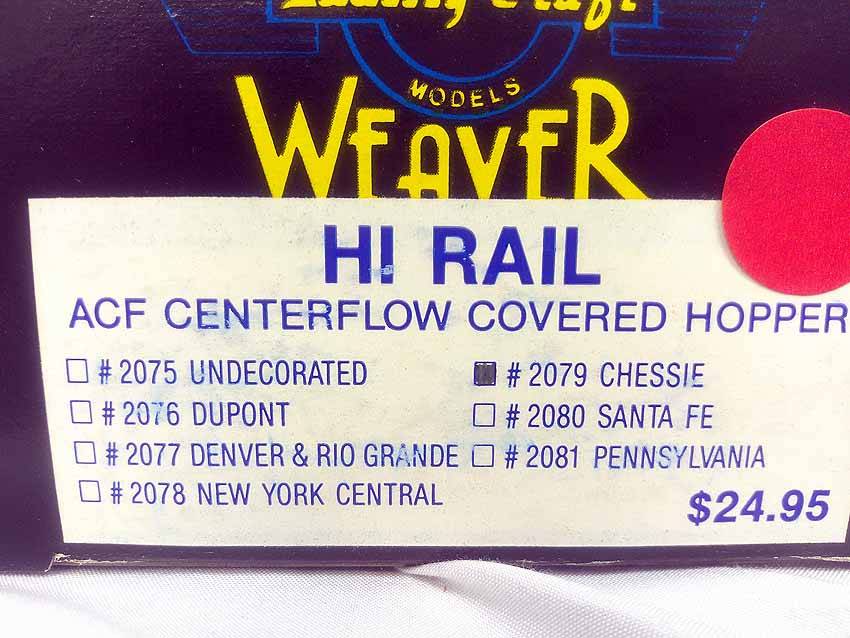 MODELS
WEAVER
HI RAIL
ACF CENTERFLOW COVERED HOPPER
# 2075 UNDECORATED
# 2076 DUPONT
# 2077 DENVER & RIO GRANDE
# 2078 NEW YORK CENTRAL
# 2079 CHESSIE
# 2080 SANTA FE
# 2081 PENNSYLVANIA
$24.95